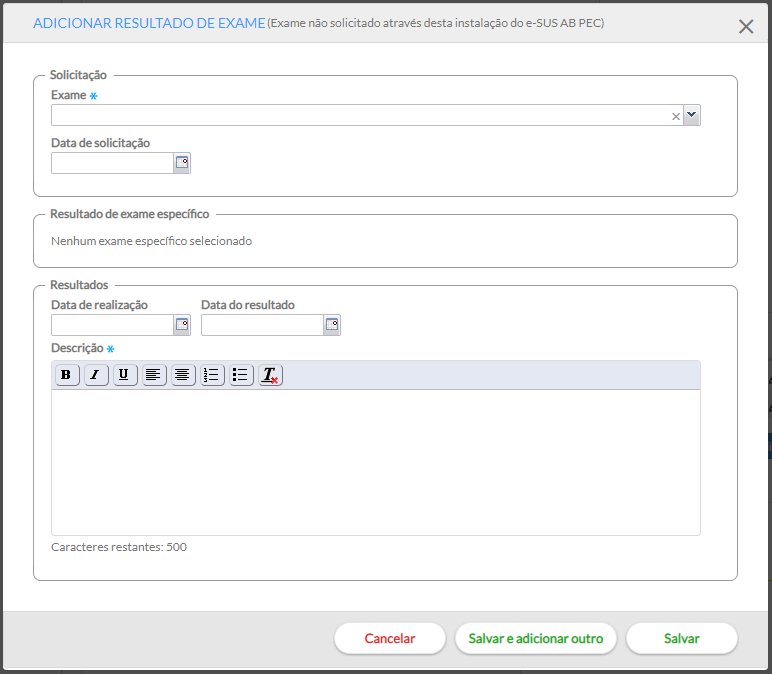 ADICIONAR RESULTADO DE EXAME (Exame não solicitado através desta instalação do e-SUS AB PEC)
Solicitação
Exame *
Data de solicitação
Resultado de exame específico
Nenhum exame específico selecionado
Resultados
Data de realização Data do resultado
Descrição *
B I U T
Caracteres restantes: 500
Cancelar Salvar e adicionar outro Salvar